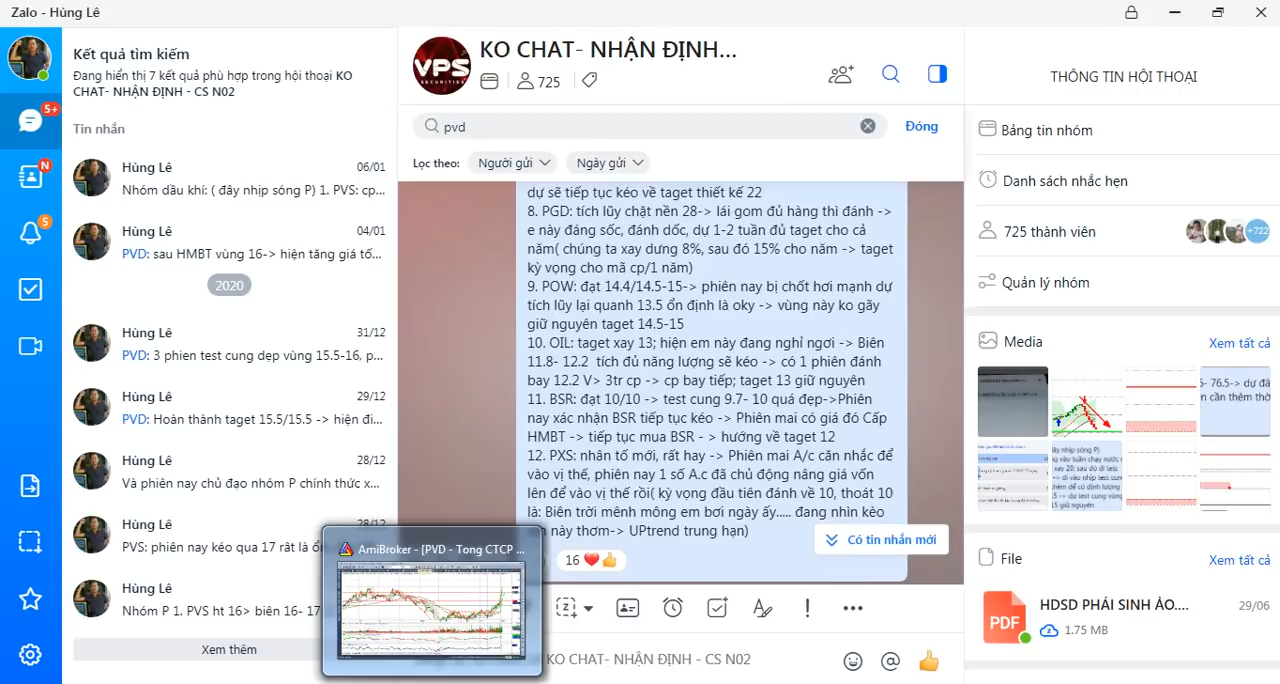 Zalo - Hùng Lê
5+
N
5
Kết quả tìm kiếm
Đang hiển thị 7 kết quả phù hợp trong hội thoại KO
CHAT- NHẬN ĐỊNH - CS N02
Tin nhắn
Hùng Lê 06/01
Nhóm dầu khí: ( đây nhịp sóng P) 1. PVS: cp...
Hùng Lê 04/01
PVD: sau HMBT vùng 16-> hiện tăng giá tố...
2020
Hùng Lê 31/12
PVD: 3 phien test cung dẹp vùng 15.5-16, p...
Hùng Lê 29/12
PVD: Hoàn thành taget 15.5/15.5 -> hiện đi...
Hùng Lê 28/12
Và phiên nay chủ đạo nhóm P chính thức x...
Hùng Lê 28/12
PVS: phiên nay kéo qua 17 rât là ổn
Hùng Lê
Nhóm P 1. PVS ht 16> biên 16- 17
Xem thêm
AmiBroker - [PVD - Tong CTCP ...
VPS
SECURITIES
KO CHAT- NHẬN ĐỊNH...
725
pvd
Đóng
Lọc theo: Người gửi Ngày gửi
dự sẽ tiếp tục kéo về taget thiết kế 22
8. PGD: tích lũy chặt nền 28-> lái gom đủ hàng thì đánh ->
e này đáng sốc, đánh dốc, dự 1-2 tuần đủ taget cho cả
năm( chúng ta xay dưng 8%, sau đó 15% cho năm -> taget
kỳ vọng cho mã cp/1 năm)
9. POW: đạt 14.4/14.5-15-> phiên nay bị chốt hơi mạnh dự
tích lũy lại quanh 13.5 ổn định là oky -> vùng này ko gãy
giữ nguyên taget 14.5-15
10. OIL: taget xay 13; hiện em này đang nghỉ ngơi -> Biên
11.8- 12.2 tích đủ năng lượng sẽ kéo -> có 1 phiên đánh
bay 12.2 V> 3tr cp -> cp bay tiếp; taget 13 giữ nguyên
11. BSR: đạt 10/10 -> test cung 9.7- 10 quá đẹp->Phiên
nay xác nhận BSR tiếp tục kéo -> Phiên mai có giá đó Cấp
HMBT -> tiếp tục mua BSR - > hướng về taget 12
12. PXS: nhân tố mới, rất hay -> Phiên mai A/c căn nhắc để
vào vị thế, phiên nay 1 số A.c đã chủ động nâng giá vốn
lên để vào vị thế rồi( kỳ vọng đầu tiên đánh về 10, thoát 10
là: Biên trời mênh mông em bơi ngày ấy..... đang nhìn kèo
này thơm-> UPtrend trung hạn)
16
Có tin nhắn mới
KO CHAT- NHẬN ĐỊNH - CS N02
THÔNG TIN HỘI THOẠI
Bảng tin nhóm
Danh sách nhắc hẹn
725 thành viên
+722
Quản lý nhóm
Media Xem tất cả
File Xem tất cả
PDF
HDSD PHÁI SINH ẢO.... 29/06
1.75 MB